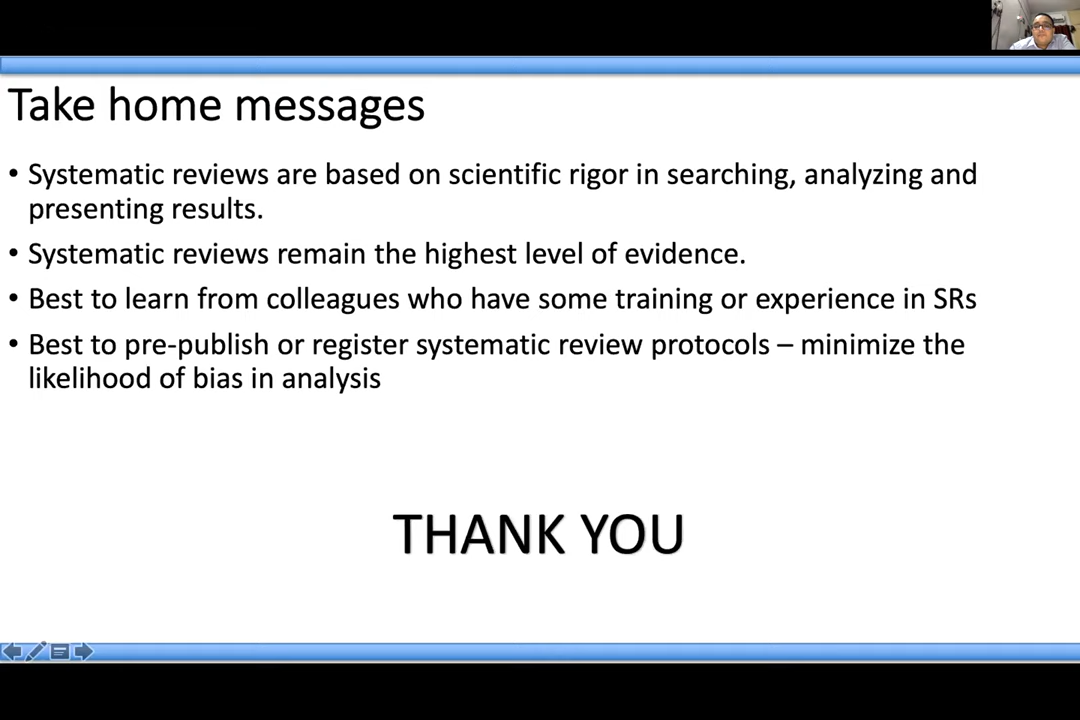 Take home messages
• Systematic reviews are based on scientific rigor in searching, analyzing and
presenting results.
• Systematic reviews remain the highest level of evidence.
• Best to learn from colleagues who have some training or experience in SRs
• Best to pre-publish or register systematic review protocols – minimize the
likelihood of bias in analysis
THANK YOU